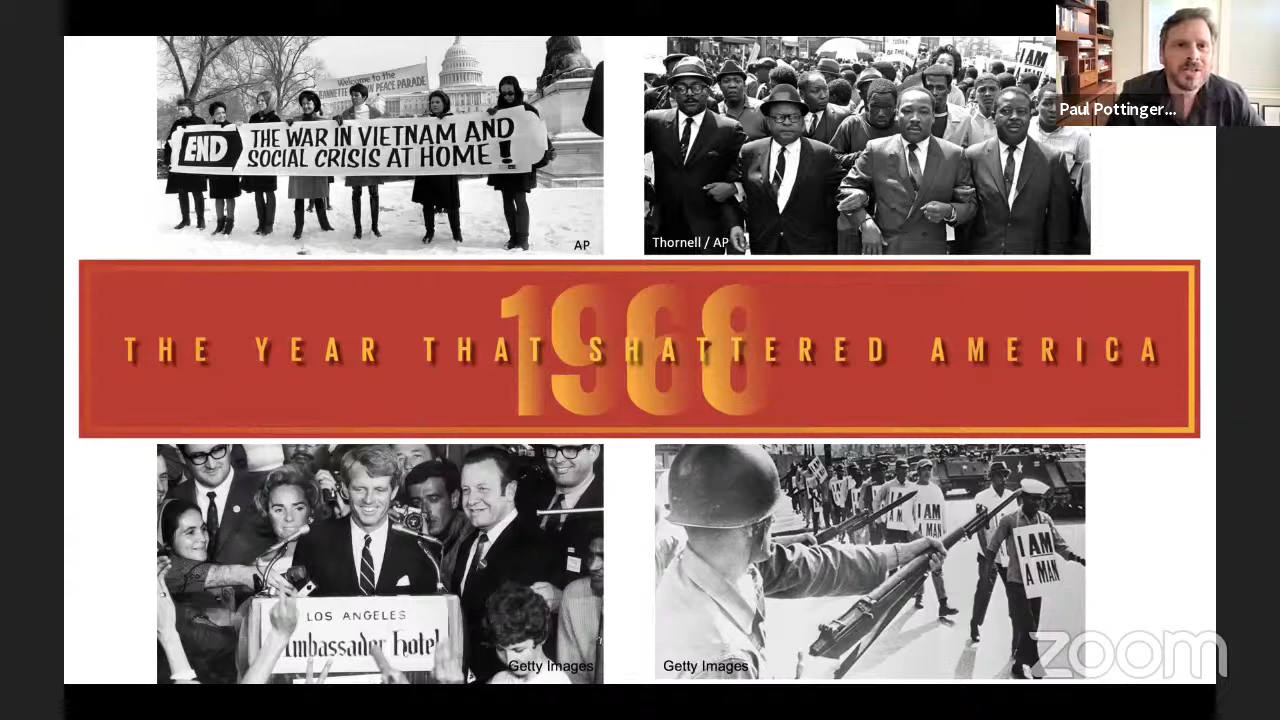 Paul Pottinger...
Welcome to the
PEACE PARADE
END
THE WAR IN VIETNAM AND
SOCIAL CRISIS AT HOME!
AP
I AM
Thornell / AP
1968
THE YEAR THAT SHATTERED AMERICA
LOS ANGELES
Ambassador Hotel
Getty Images
I AM
A MAN
I AM
A MAN
Getty Images
zoom